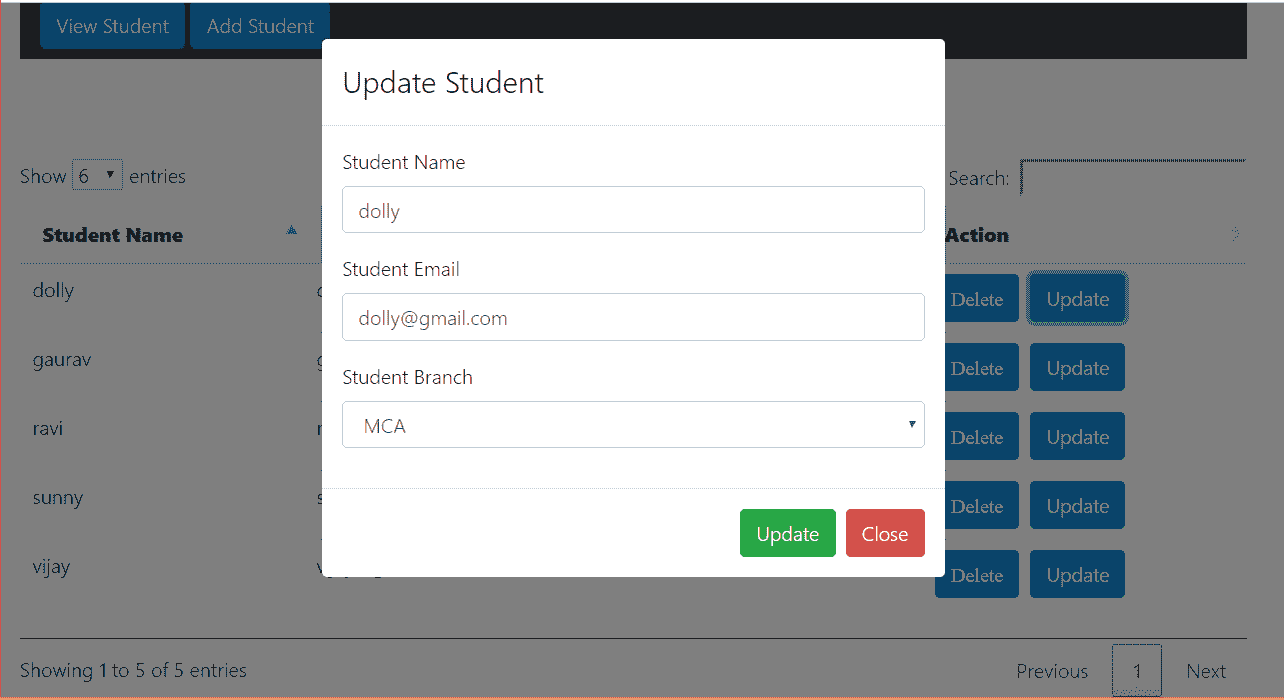 View Student Add Student
Update Student
Student Name
dolly
Student Email
dolly@gmail.com
Student Branch
MCA
Update Close
Show 6 entries
Search:
Student Name Action
dolly Delete Update
gaurav Delete Update
ravi Delete Update
sunny Delete Update
vijay Delete Update
Showing 1 to 5 of 5 entries
Previous 1 Next